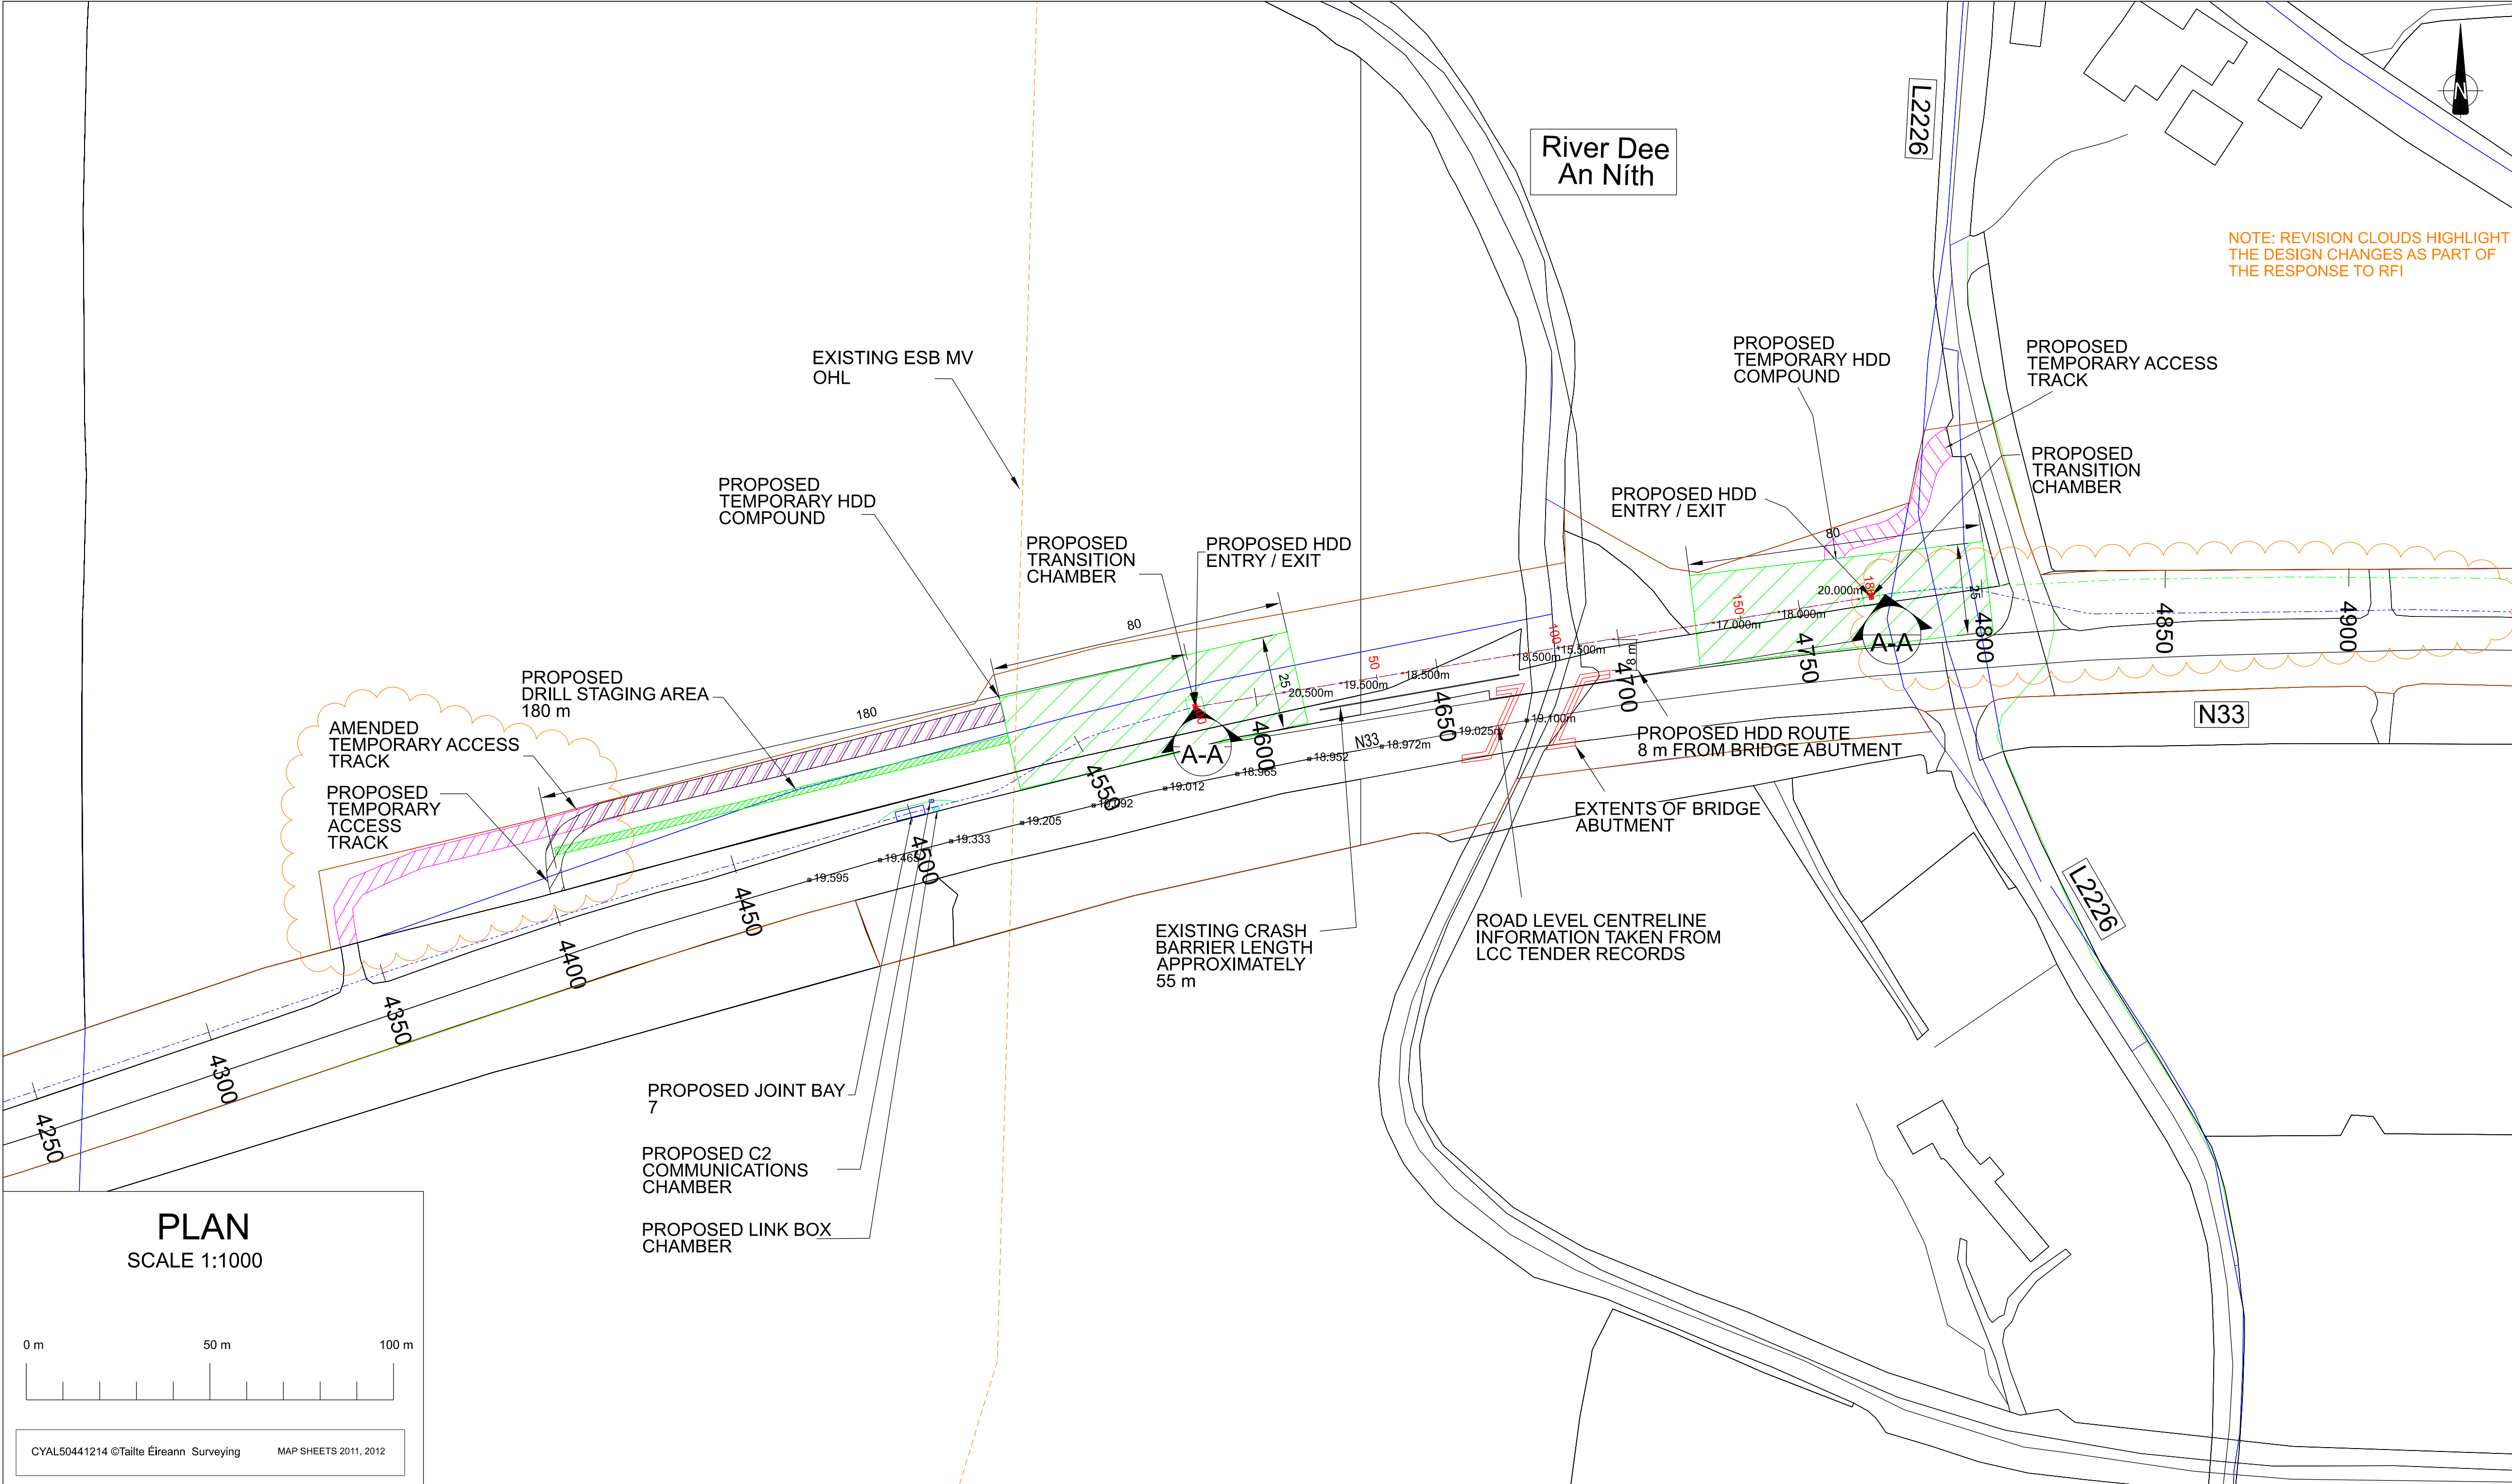 L2226
N
River Dee
An Níth
NOTE: REVISION CLOUDS HIGHLIGHT
THE DESIGN CHANGES AS PART OF
THE RESPONSE TO RFI
EXISTING ESB MV
OHL
PROPOSED
TEMPORARY HDD
COMPOUND
PROPOSED
TEMPORARY ACCESS
TRACK
PROPOSED
TEMPORARY HDD
COMPOUND
PROPOSED
TRANSITION
CHAMBER
PROPOSED HDD
ENTRY / EXIT
PROPOSED
TRANSITION
CHAMBER
PROPOSED HDD
ENTRY / EXIT
80
80
25
25
180
PROPOSED
DRILL STAGING AREA
180 m
AMENDED
TEMPORARY ACCESS
TRACK
PROPOSED
TEMPORARY
ACCESS
TRACK
50
100
150
20.500m
19.500m
18.500m
18.500m
15.500m
17.000m
18.000m
20.000m
8 m
A-A
A-A
4250
4300
4350
4400
4450
4500
4550
4600
4650
4700
4750
4800
4850
4900
19.595
19.465
19.333
19.205
19.092
19.012
18.965
18.952
18.972m
19.025m
19.100m
N33
N33
PROPOSED HDD ROUTE
8 m FROM BRIDGE ABUTMENT
EXTENTS OF BRIDGE
ABUTMENT
ROAD LEVEL CENTRELINE
INFORMATION TAKEN FROM
LCC TENDER RECORDS
EXISTING CRASH
BARRIER LENGTH
APPROXIMATELY
55 m
L2226
PROPOSED JOINT BAY
7
PROPOSED C2
COMMUNICATIONS
CHAMBER
PROPOSED LINK BOX
CHAMBER
PLAN
SCALE 1:1000
0 m 50 m 100 m
CYAL50441214 ©Tailte Éireann Surveying MAP SHEETS 2011, 2012